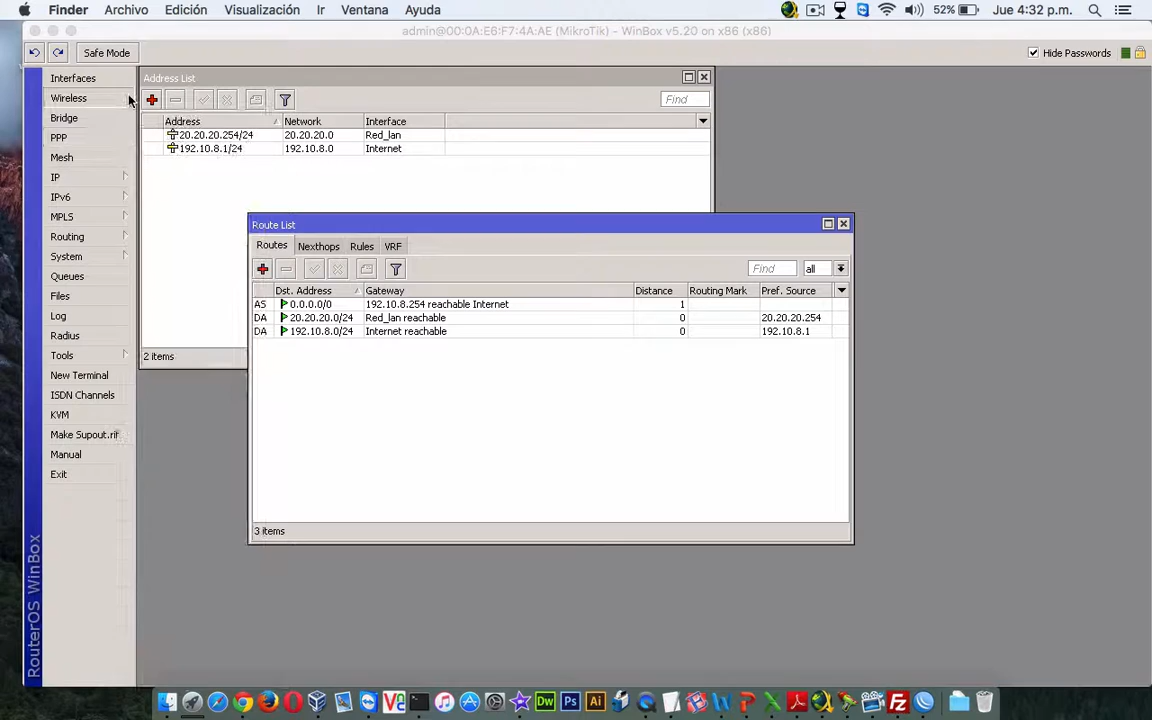 Finder Archivo Edición Visualización Ir Ventana Ayuda 52% Jue 4:32 p.m.
admin@00:0A:E6:F7:4A:AE (MikroTik) - WinBox v5.20 on x86 (x86)
Safe Mode Hide Passwords
Interfaces
Wireless
Bridge
PPP
Mesh
IP
IPv6
MPLS
Routing
System
Queues
Files
Log
Radius
Tools
New Terminal
ISDN Channels
KVM
Make Supout.rif
Manual
Exit
RouterOS WinBox
Address List
Find
Address Network Interface
20.20.20.254/24 20.20.20.0 Red_lan
192.10.8.1/24 192.10.8.0 Internet
2 items
Route List
Routes Nexthops Rules VRF
Find all
Dst. Address Gateway Distance Routing Mark Pref. Source
AS 0.0.0.0/0 192.10.8.254 reachable Internet 1
DA 20.20.20.0/24 Red_lan reachable 0 20.20.20.254
DA 192.10.8.0/24 Internet reachable 0 192.10.8.1
3 items